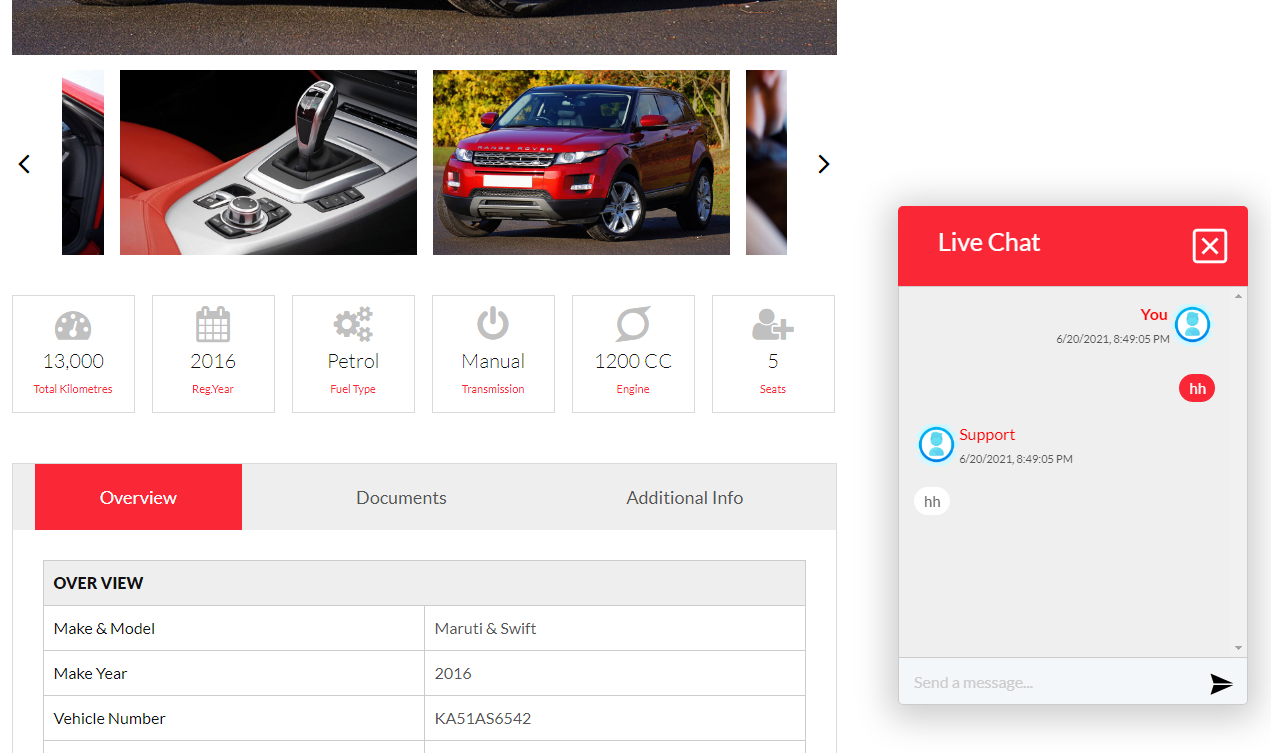 RANGE ROVER
13,000
Total Kilometres
2016
Reg.Year
Petrol
Fuel Type
Manual
Transmission
1200 CC
Engine
5
Seats
Overview
Documents
Additional Info
OVER VIEW
Make & Model
Maruti & Swift
Make Year
2016
Vehicle Number
KA51AS6542
Live Chat
You
6/20/2021, 8:49:05 PM
hh
Support
6/20/2021, 8:49:05 PM
hh
Send a message...